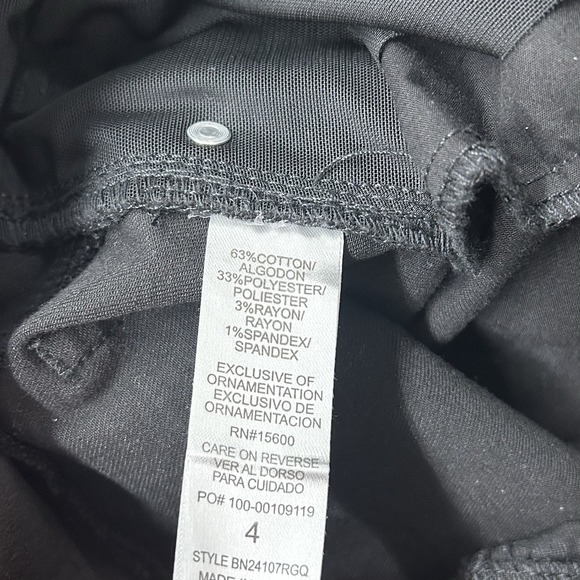 63%COTTON/
ALGODON
33%POLYESTER/
POLIESTER
3%RAYON/
RAYON
1%SPANDEX/
SPANDEX
EXCLUSIVE OF
ORNAMENTATION
EXCLUSIVO DE
ORNAMENTACION
RN#15600
CARE ON REVERSE
VER AL DORSO
PARA CUIDADO
PO# 100-00109119
4
STYLE BN24107RGQ
MADE